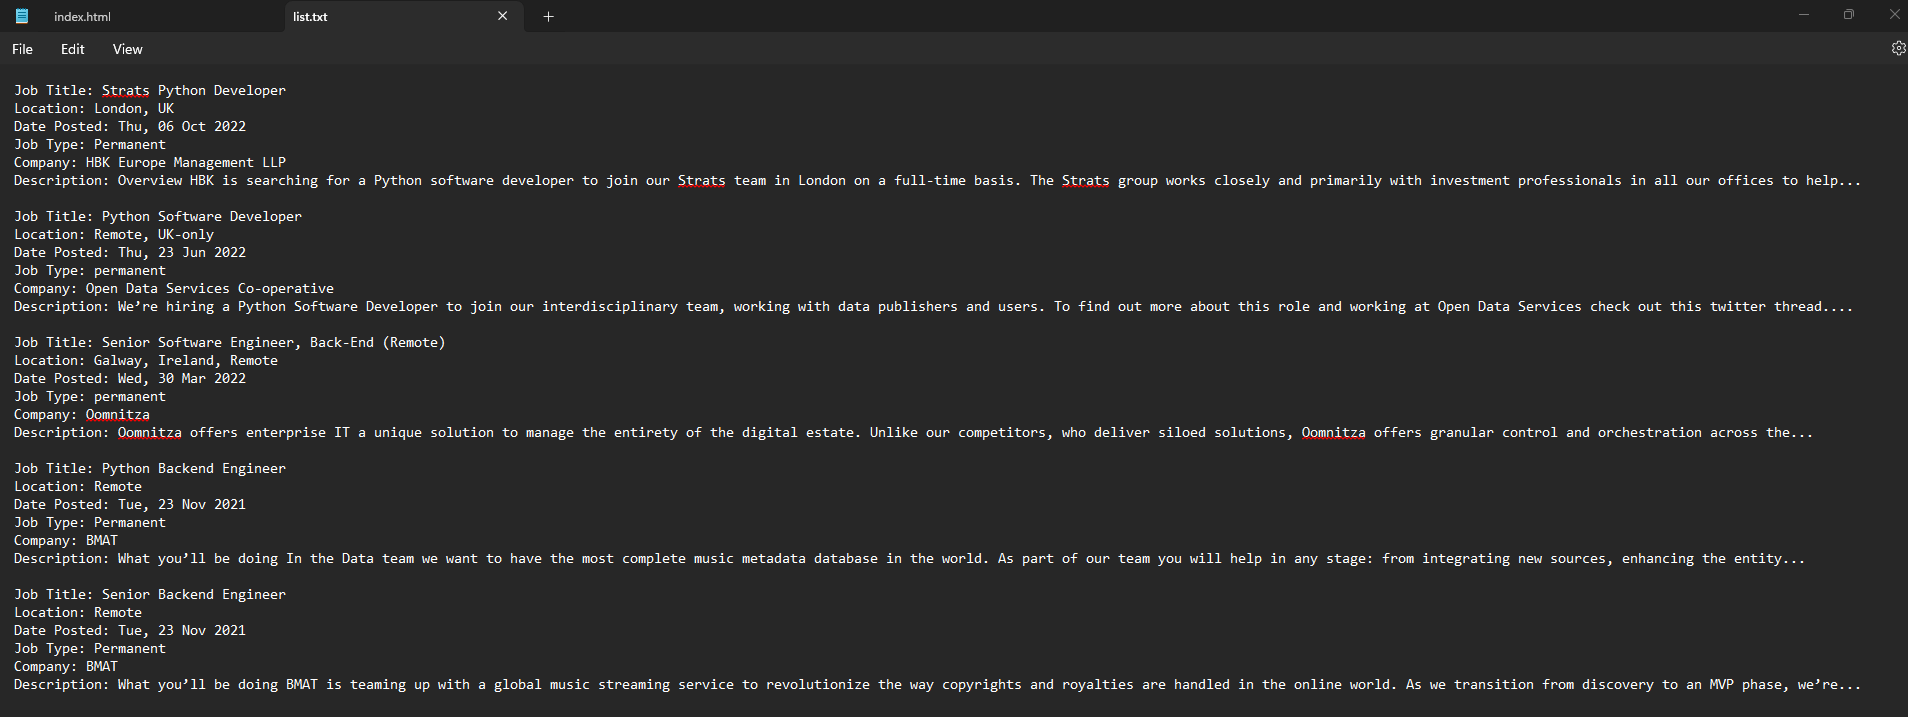 index.html
list.txt
File Edit View
Job Title: Strats Python Developer
Location: London, UK
Date Posted: Thu, 06 Oct 2022
Job Type: Permanent
Company: HBK Europe Management LLP
Description: Overview HBK is searching for a Python software developer to join our Strats team in London on a full-time basis. The Strats group works closely and primarily with investment professionals in all our offices to help...
Job Title: Python Software Developer
Location: Remote, UK-only
Date Posted: Thu, 23 Jun 2022
Job Type: permanent
Company: Open Data Services Co-operative
Description: We’re hiring a Python Software Developer to join our interdisciplinary team, working with data publishers and users. To find out more about this role and working at Open Data Services check out this twitter thread....
Job Title: Senior Software Engineer, Back-End (Remote)
Location: Galway, Ireland, Remote
Date Posted: Wed, 30 Mar 2022
Job Type: permanent
Company: Oomnitza
Description: Oomnitza offers enterprise IT a unique solution to manage the entirety of the digital estate. Unlike our competitors, who deliver siloed solutions, Oomnitza offers granular control and orchestration across the...
Job Title: Python Backend Engineer
Location: Remote
Date Posted: Tue, 23 Nov 2021
Job Type: Permanent
Company: BMAT
Description: What you’ll be doing In the Data team we want to have the most complete music metadata database in the world. As part of our team you will help in any stage: from integrating new sources, enhancing the entity...
Job Title: Senior Backend Engineer
Location: Remote
Date Posted: Tue, 23 Nov 2021
Job Type: Permanent
Company: BMAT
Description: What you’ll be doing BMAT is teaming up with a global music streaming service to revolutionize the way copyrights and royalties are handled in the online world. As we transition from discovery to an MVP phase, we’re...